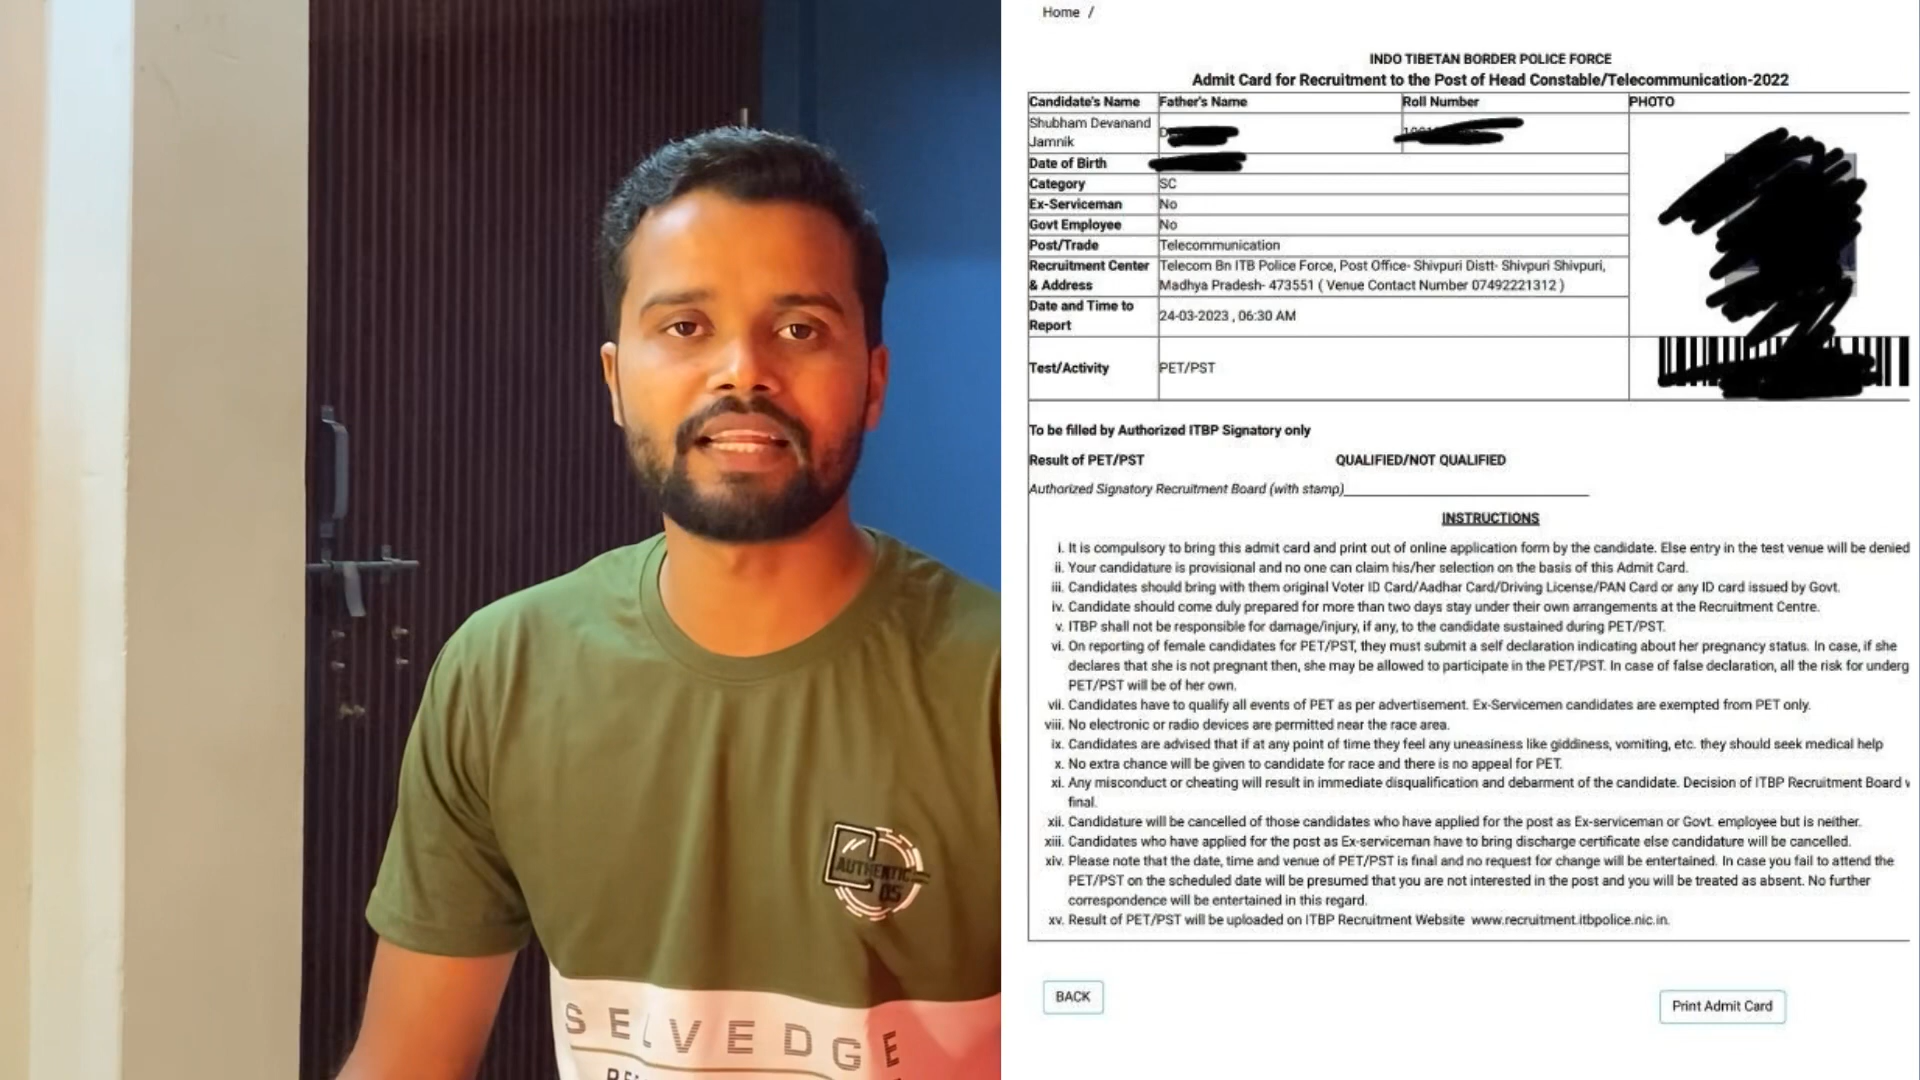 AUTHENTIC
05
SELVEDGE
Home /
INDO TIBETAN BORDER POLICE FORCE
Admit Card for Recruitment to the Post of Head Constable/Telecommunication-2022
Candidate's Name Father's Name Roll Number PHOTO
Shubham Devanand
Jamnik
Date of Birth
Category SC
Ex-Serviceman No
Govt Employee No
Post/Trade Telecommunication
Recruitment Center Telecom Bn ITB Police Force, Post Office- Shivpuri Distt- Shivpuri Shivpuri,
& Address Madhya Pradesh- 473551 ( Venue Contact Number 07492221312 )
Date and Time to
Report 24-03-2023 , 06:30 AM
Test/Activity PET/PST
To be filled by Authorized ITBP Signatory only
Result of PET/PST QUALIFIED/NOT QUALIFIED
Authorized Signatory Recruitment Board (with stamp)
INSTRUCTIONS
i. It is compulsory to bring this admit card and print out of online application form by the candidate. Else entry in the test venue will be denied
ii. Your candidature is provisional and no one can claim his/her selection on the basis of this Admit Card.
iii. Candidates should bring with them original Voter ID Card/Aadhar Card/Driving License/PAN Card or any ID card issued by Govt.
iv. Candidate should come duly prepared for more than two days stay under their own arrangements at the Recruitment Centre.
v. ITBP shall not be responsible for damage/injury, if any, to the candidate sustained during PET/PST.
vi. On reporting of female candidates for PET/PST, they must submit a self declaration indicating about her pregnancy status. In case, if she
declares that she is not pregnant then, she may be allowed to participate in the PET/PST. In case of false declaration, all the risk for underg
PET/PST will be of her own.
vii. Candidates have to qualify all events of PET as per advertisement. Ex-Servicemen candidates are exempted from PET only.
viii. No electronic or radio devices are permitted near the race area.
ix. Candidates are advised that if at any point of time they feel any uneasiness like giddiness, vomiting, etc. they should seek medical help
x. No extra chance will be given to candidate for race and there is no appeal for PET.
xi. Any misconduct or cheating will result in immediate disqualification and debarment of the candidate. Decision of ITBP Recruitment Board
final.
xii. Candidature will be cancelled of those candidates who have applied for the post as Ex-serviceman or Govt. employee but is neither.
xiii. Candidates who have applied for the post as Ex-serviceman have to bring discharge certificate else candidature will be cancelled.
xiv. Please note that the date, time and venue of PET/PST is final and no request for change will be entertained. In case you fail to attend the
PET/PST on the scheduled date will be presumed that you are not interested in the post and you will be treated as absent. No further
correspondence will be entertained in this regard.
xv. Result of PET/PST will be uploaded on ITBP Recruitment Website www.recruitment.itbpolice.nic.in.
BACK
Print Admit Card